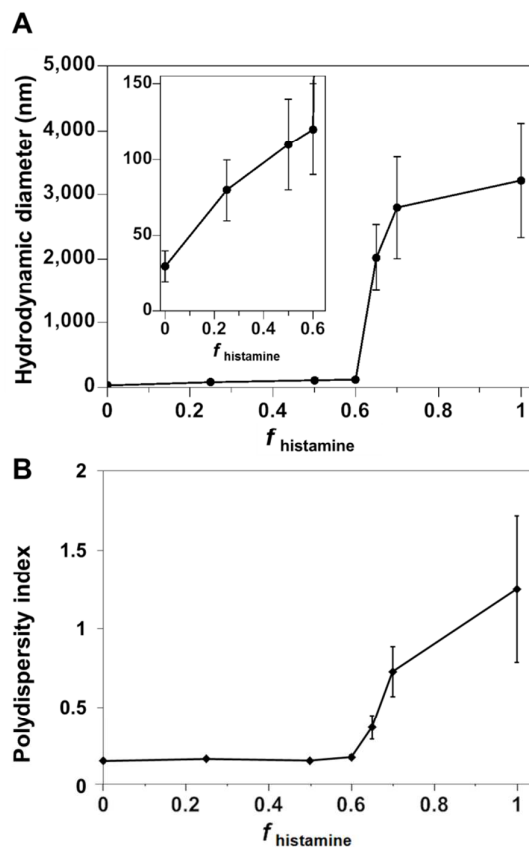 A
Hydrodynamic diameter (nm)
5,000
4,000
3,000
2,000
1,000
0
150
100
50
0
0 0.2 0.4 0.6
f histamine
0 0.2 0.4 0.6 0.8 1
f histamine
B
Polydispersity index
2
1.5
1
0.5
0
0 0.2 0.4 0.6 0.8 1
f histamine